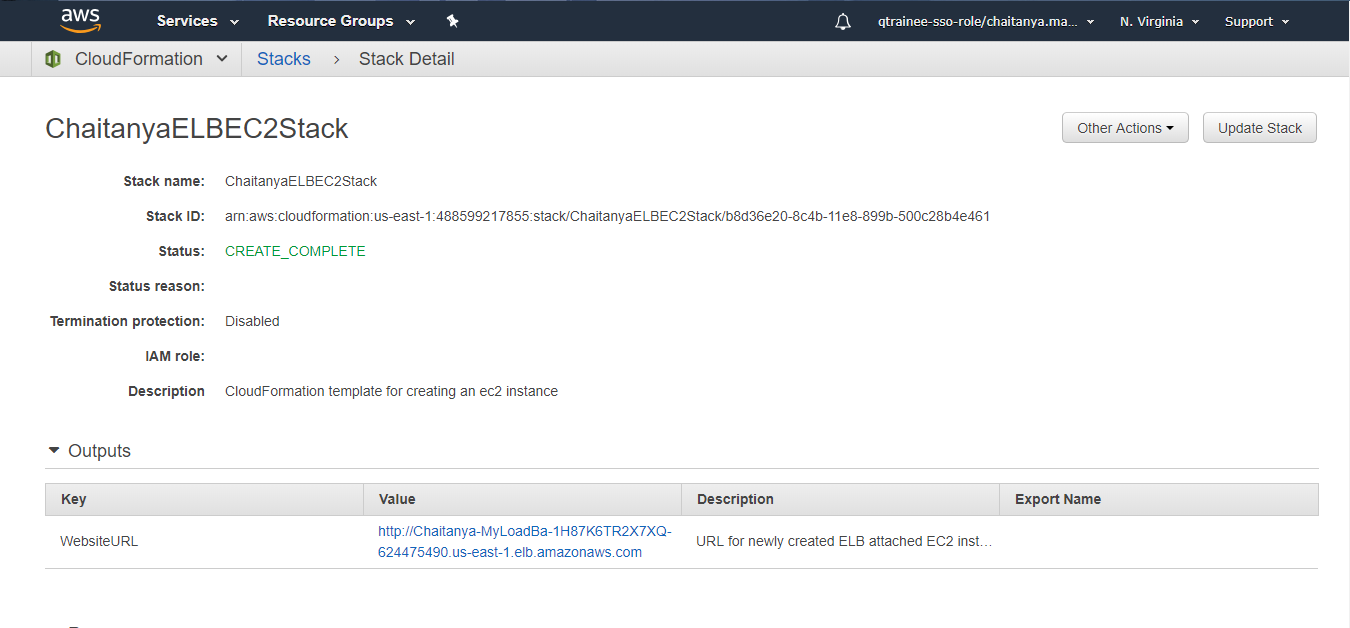 aws Services Resource Groups qtrainee-sso-role/chaitanya.ma... N. Virginia Support
CloudFormation Stacks › Stack Detail
ChaitanyaELBEC2Stack Other Actions Update Stack
Stack name: ChaitanyaELBEC2Stack
Stack ID: arn:aws:cloudformation:us-east-1:488599217855:stack/ChaitanyaELBEC2Stack/b8d36e20-8c4b-11e8-899b-500c28b4e461
Status: CREATE_COMPLETE
Status reason:
Termination protection: Disabled
IAM role:
Description CloudFormation template for creating an ec2 instance
Outputs
Key Value Description Export Name
WebsiteURL http://Chaitanya-MyLoadBa-1H87K6TR2X7XQ-624475490.us-east-1.elb.amazonaws.com URL for newly created ELB attached EC2 inst…